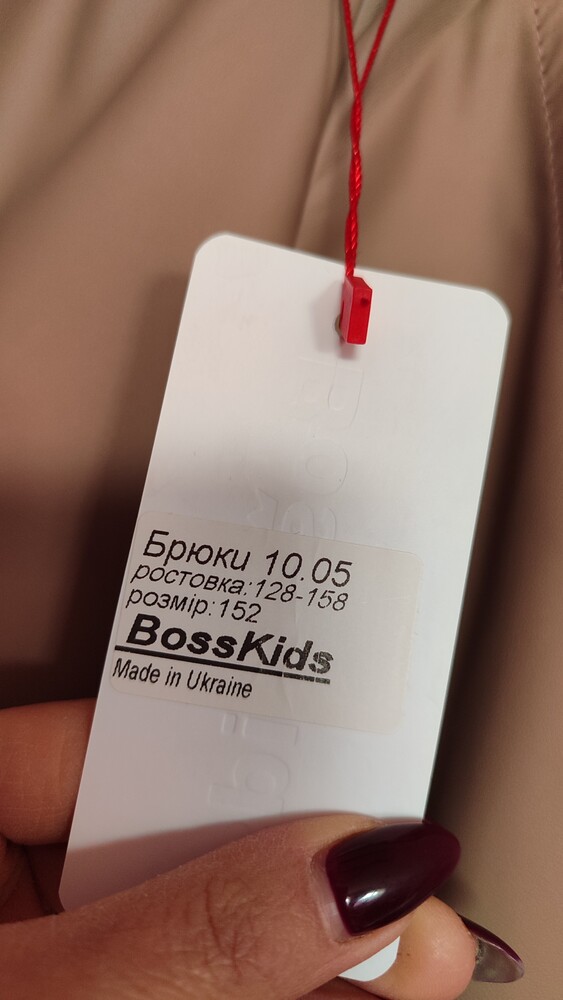 Брюки 10.05
ростовка:128-158
розмір:152
BossKids
Made in Ukraine